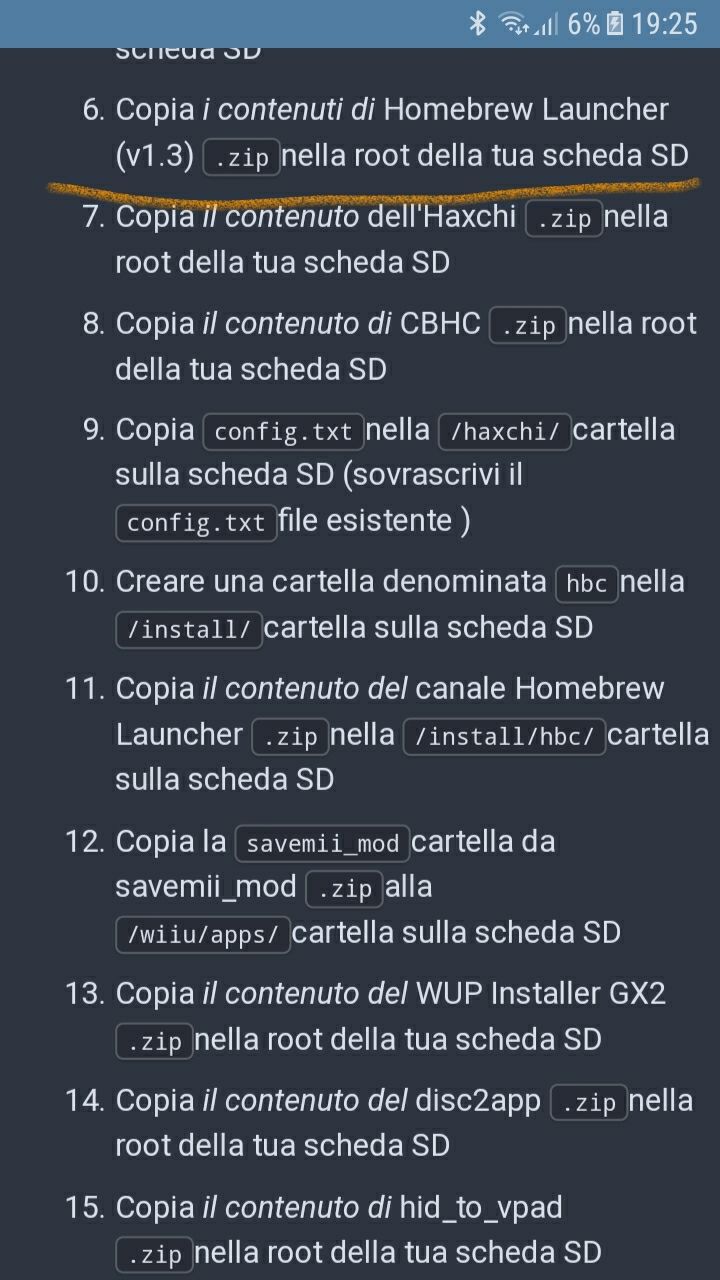 6% 19:25
scheda SD
6. Copia i contenuti di Homebrew Launcher
(v1.3) .zip nella root della tua scheda SD
7. Copia il contenuto dell'Haxchi .zip nella
root della tua scheda SD
8. Copia il contenuto di CBHC .zip nella root
della tua scheda SD
9. Copia config.txt nella /haxchi/ cartella
sulla scheda SD (sovrascrivi il
config.txt file esistente )
10. Creare una cartella denominata hbc nella
/install/ cartella sulla scheda SD
11. Copia il contenuto del canale Homebrew
Launcher .zip nella /install/hbc/ cartella
sulla scheda SD
12. Copia la savemii_mod cartella da
savemii_mod .zip alla
/wiiu/apps/ cartella sulla scheda SD
13. Copia il contenuto del WUP Installer GX2
.zip nella root della tua scheda SD
14. Copia il contenuto del disc2app .zip nella
root della tua scheda SD
15. Copia il contenuto di hid_to_vpad
.zip nella root della tua scheda SD